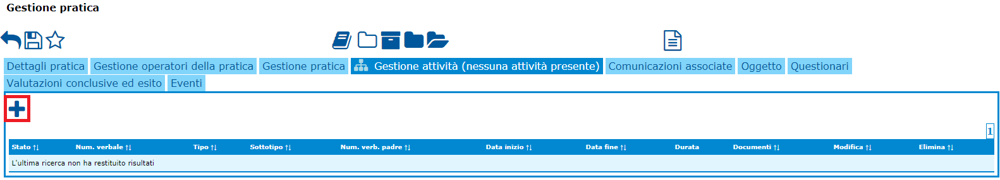 Gestione pratica
Dettagli pratica Gestione operatori della pratica Gestione pratica Gestione attività (nessuna attività presente) Comunicazioni associate Oggetto Questionari
Valutazioni conclusive ed esito Eventi
1
Stato ↑↓ Num. verbale ↑↓ Tipo ↑↓ Sottotipo ↑↓ Num. verb. padre ↑↓ Data inizio ↑↓ Data fine ↑↓ Durata Documenti ↑↓ Modifica ↑↓ Elimina ↑↓
L'ultima ricerca non ha restituito risultati